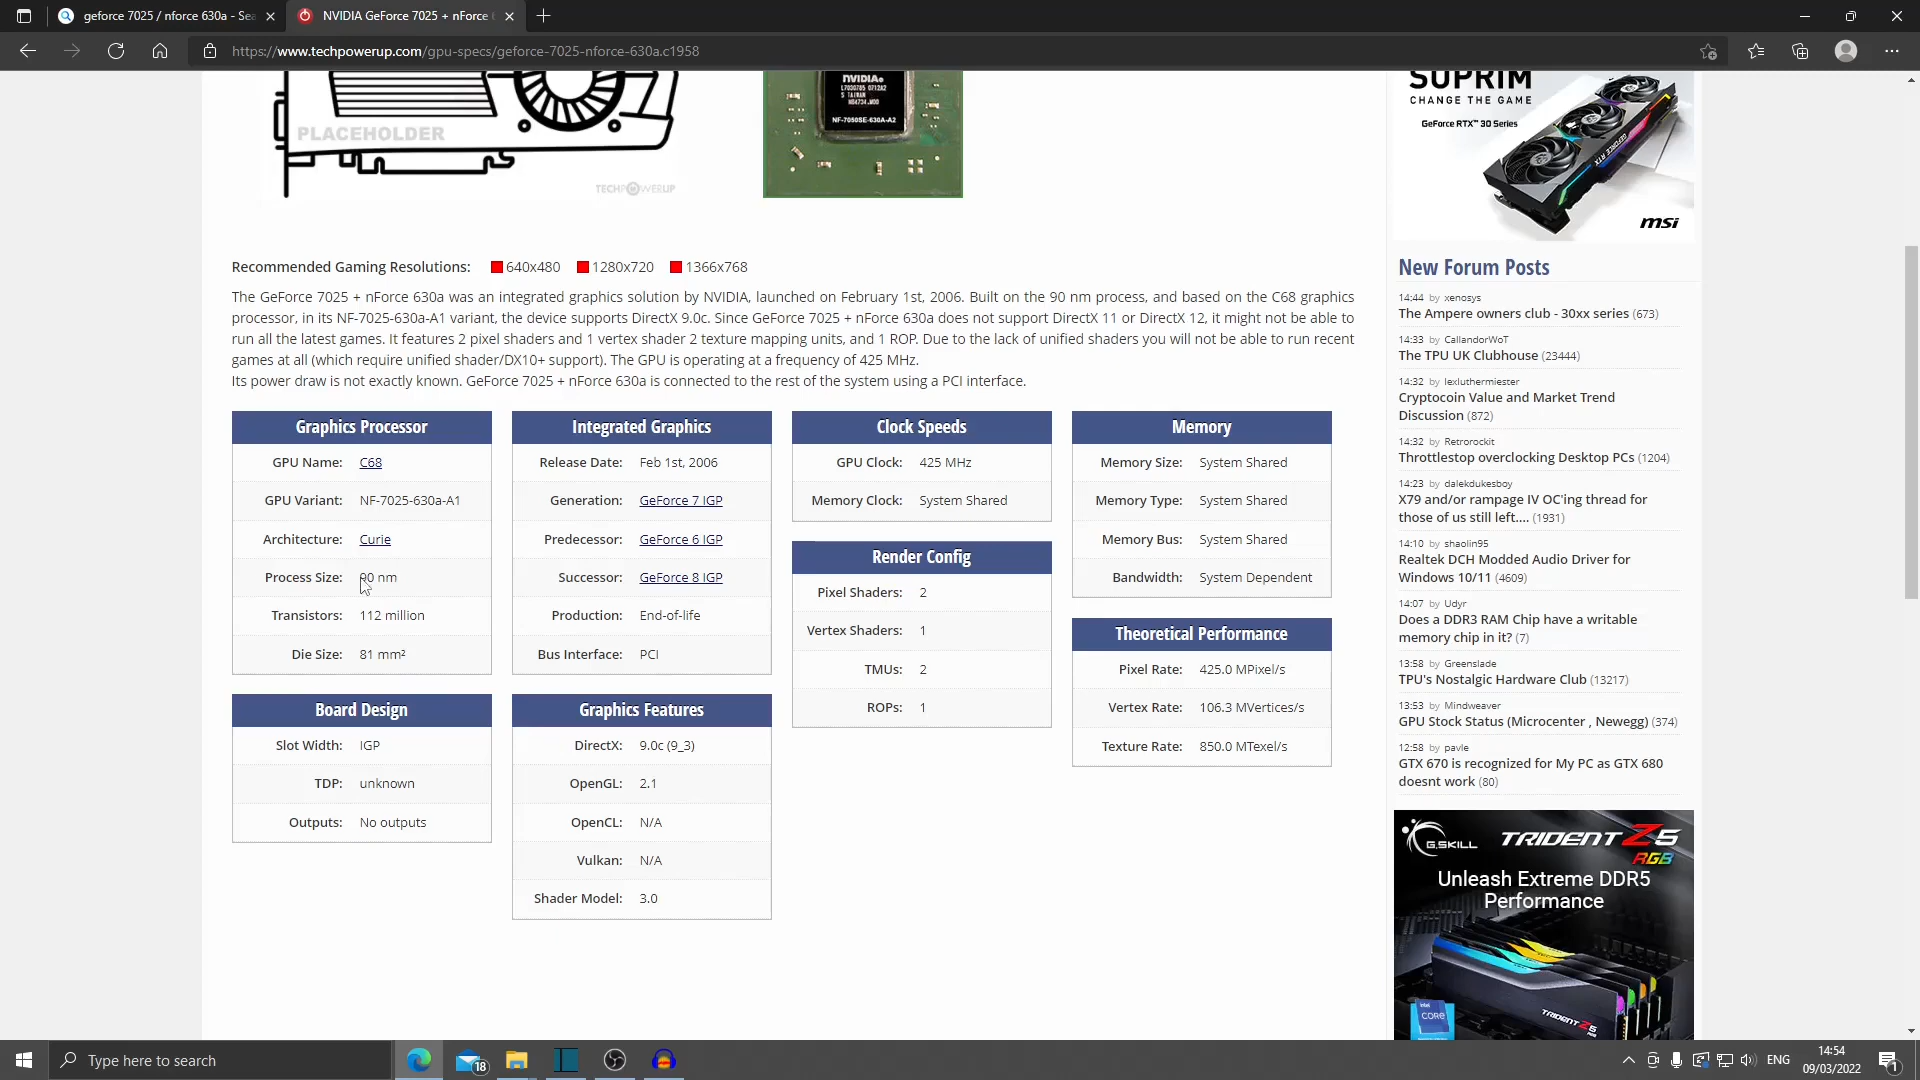 geforce 7025 / nforce 630a - Sea
NVIDIA GeForce 7025 + nForce
https://www.techpowerup.com/gpu-specs/geforce-7025-nforce-630a.c1958
PLACEHOLDER
TECHPOWERUP
NVIDIA
NF-7050SE-630A-A2
SUPRIM
CHANGE THE GAME
GeForce RTX™ 30 Series
msi
Recommended Gaming Resolutions: 640x480 1280x720 1366x768
The GeForce 7025 + nForce 630a was an integrated graphics solution by NVIDIA, launched on February 1st, 2006. Built on the 90 nm process, and based on the C68 graphics
processor, in its NF-7025-630a-A1 variant, the device supports DirectX 9.0c. Since GeForce 7025 + nForce 630a does not support DirectX 11 or DirectX 12, it might not be able to
run all the latest games. It features 2 pixel shaders and 1 vertex shader 2 texture mapping units, and 1 ROP. Due to the lack of unified shaders you will not be able to run recent
games at all (which require unified shader/DX10+ support). The GPU is operating at a frequency of 425 MHz.
Its power draw is not exactly known. GeForce 7025 + nForce 630a is connected to the rest of the system using a PCI interface.
Graphics Processor
GPU Name: C68
GPU Variant: NF-7025-630a-A1
Architecture: Curie
Process Size: 90 nm
Transistors: 112 million
Die Size: 81 mm²
Board Design
Slot Width: IGP
TDP: unknown
Outputs: No outputs
Integrated Graphics
Release Date: Feb 1st, 2006
Generation: GeForce 7 IGP
Predecessor: GeForce 6 IGP
Successor: GeForce 8 IGP
Production: End-of-life
Bus Interface: PCI
Graphics Features
DirectX: 9.0c (9_3)
OpenGL: 2.1
OpenCL: N/A
Vulkan: N/A
Shader Model: 3.0
Clock Speeds
GPU Clock: 425 MHz
Memory Clock: System Shared
Render Config
Pixel Shaders: 2
Vertex Shaders: 1
TMUs: 2
ROPs: 1
Memory
Memory Size: System Shared
Memory Type: System Shared
Memory Bus: System Shared
Bandwidth: System Dependent
Theoretical Performance
Pixel Rate: 425.0 MPixel/s
Vertex Rate: 106.3 MVertices/s
Texture Rate: 850.0 MTexel/s
New Forum Posts
14:44 by xenosys
The Ampere owners club - 30xx series (673)
14:33 by CallandorWoT
The TPU UK Clubhouse (23444)
14:32 by lexluthermiester
Cryptocoin Value and Market Trend
Discussion (872)
14:32 by Retrorockit
Throttlestop overclocking Desktop PCs (1204)
14:23 by dalekdukesboy
X79 and/or rampage IV OC'ing thread for
those of us still left.... (1931)
14:10 by shaolin95
Realtek DCH Modded Audio Driver for
Windows 10/11 (4609)
14:07 by Udyr
Does a DDR3 RAM Chip have a writable
memory chip in it? (7)
13:58 by Greenslade
TPU's Nostalgic Hardware Club (13217)
13:53 by Mindweaver
GPU Stock Status (Microcenter , Newegg) (374)
12:58 by pavle
GTX 670 is recognized for My PC as GTX 680
doesnt work (80)
G.SKILL TRIDENT Z5
RGB
Unleash Extreme DDR5
Performance
intel
CORE
TRIDENT Z5
Type here to search
18
ENG
14:54
09/03/2022
1